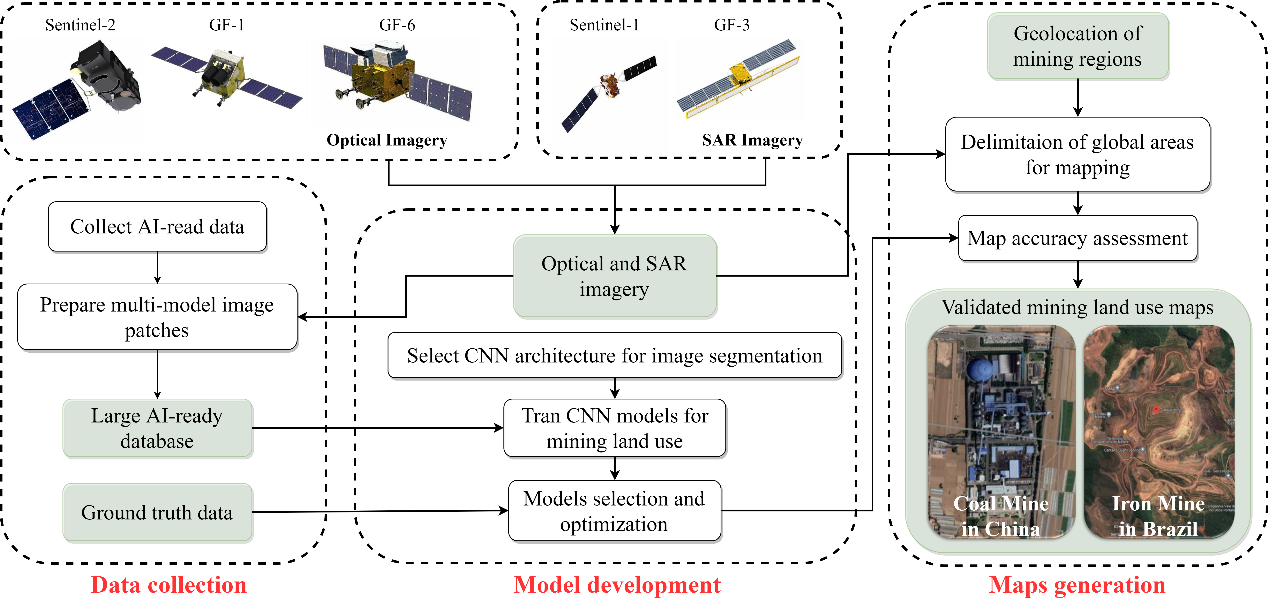 Sentinel-2
GF-1
GF-6
Optical Imagery
Sentinel-1
GF-3
SAR Imagery
Collect AI-read data
Prepare multi-model image
patches
Large AI-ready
database
Ground truth data
Data collection
Optical and SAR
imagery
Select CNN architecture for image segmentation
Tran CNN models for
mining land use
Models selection and
optimization
Model development
Geolocation of
mining regions
Delimitaion of global areas
for mapping
Map accuracy assessment
Validated mining land use maps
Coal Mine
in China
Iron Mine
in Brazil
Maps generation